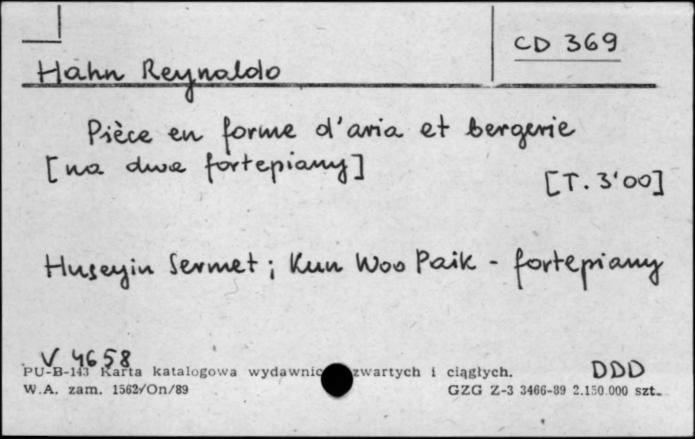 CD 369
Hahn Reynaldo
Pièce en forme d'aria et bergerie
[na dwa fortepiany]
[T. 3'00]
Huseyin Sermet; Kun Woo Paik - fortepiany
V 4658
DDD
PU-B-143 Karta katalogowa wydawnic zwartych i ciągłych.
W.A. zam. 1562/On/89 GZG Z-3 3466-89 2.150.000 szt.